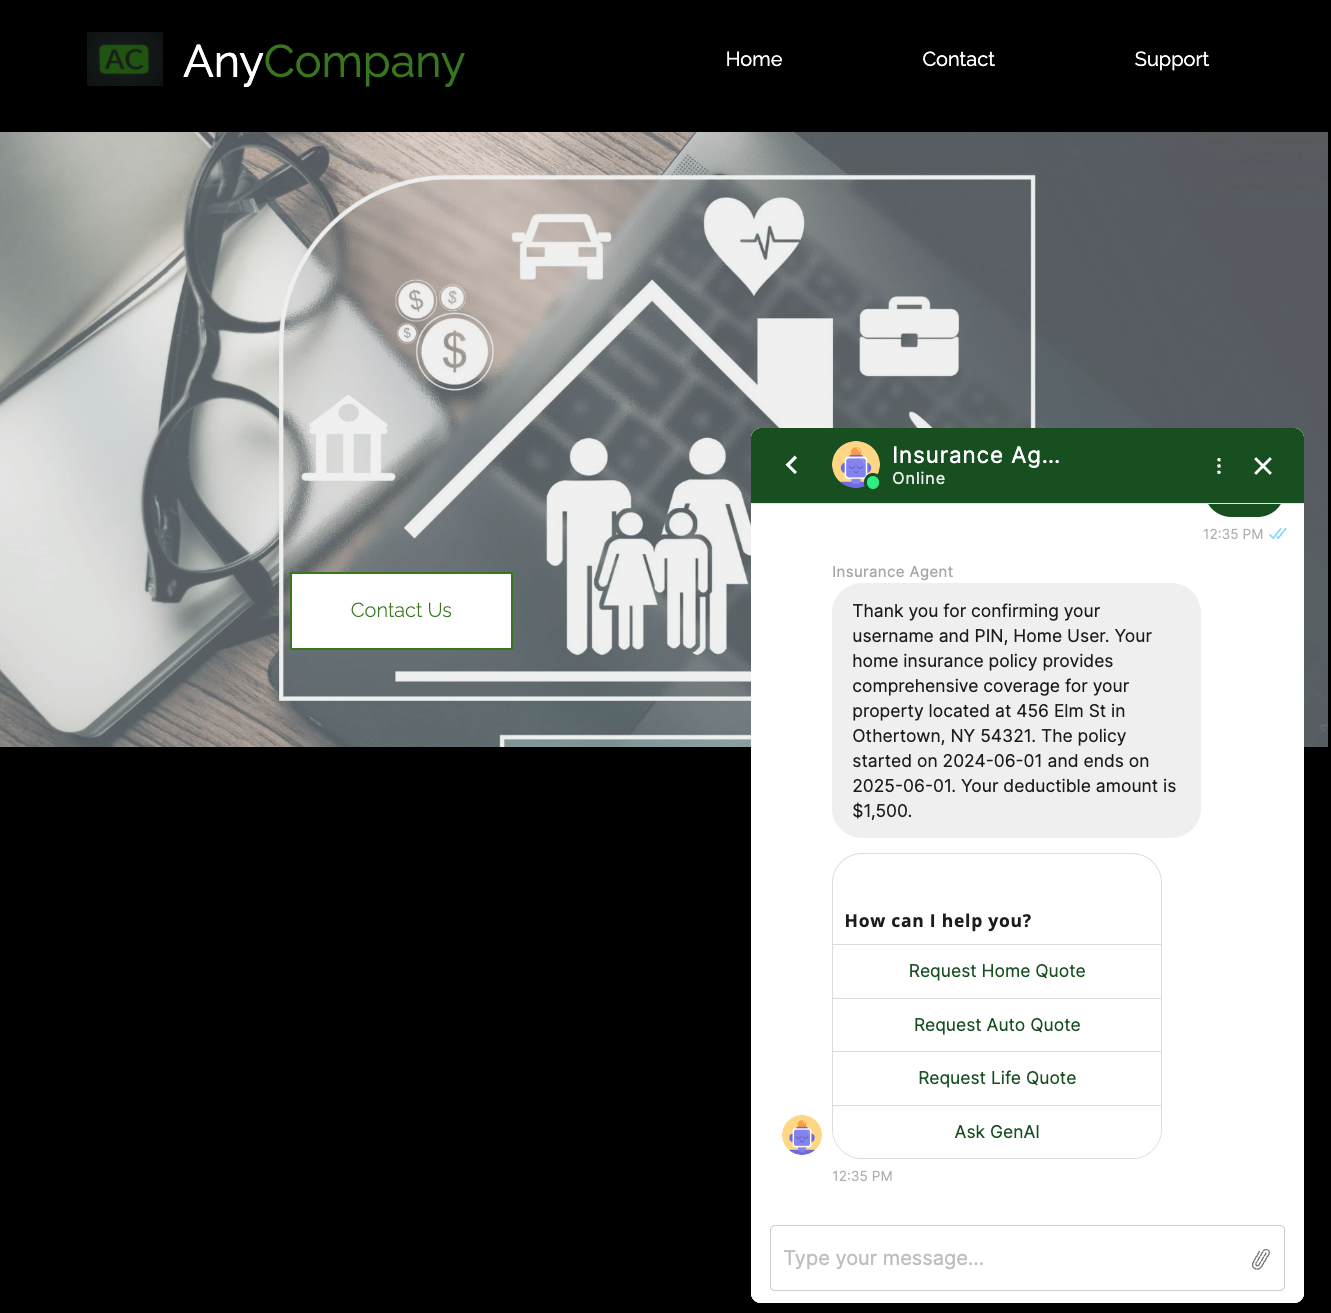 AC
AnyCompany
Home
Contact
Support
$
$
$
$
Contact Us
Insurance Ag...
Online
12:35 PM
Insurance Agent
Thank you for confirming your
username and PIN, Home User. Your
home insurance policy provides
comprehensive coverage for your
property located at 456 Elm St in
Othertown, NY 54321. The policy
started on 2024-06-01 and ends on
2025-06-01. Your deductible amount is
$1,500.
How can I help you?
Request Home Quote
Request Auto Quote
Request Life Quote
Ask GenAI
12:35 PM
Type your message...